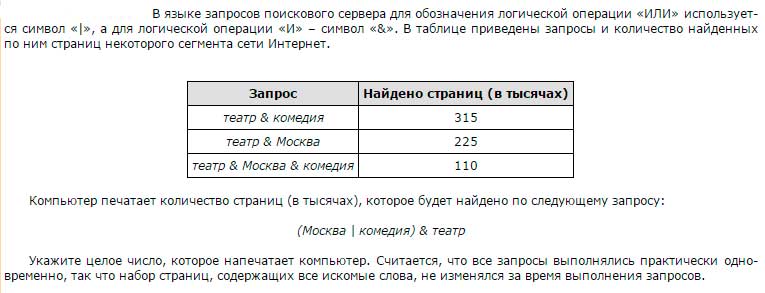 В языке запросов поискового сервера для обозначения логической операции «ИЛИ» использует-
ся символ «|», а для логической операции «И» – символ «&». В таблице приведены запросы и количество найденных
по ним страниц некоторого сегмента сети Интернет.
Запрос Найдено страниц (в тысячах)
театр & комедия 315
театр & Москва 225
театр & Москва & комедия 110
Компьютер печатает количество страниц (в тысячах), которое будет найдено по следующему запросу:
(Москва | комедия) & театр
Укажите целое число, которое напечатает компьютер. Считается, что все запросы выполнялись практически одно-
временно, так что набор страниц, содержащих все искомые слова, не изменялся за время выполнения запросов.